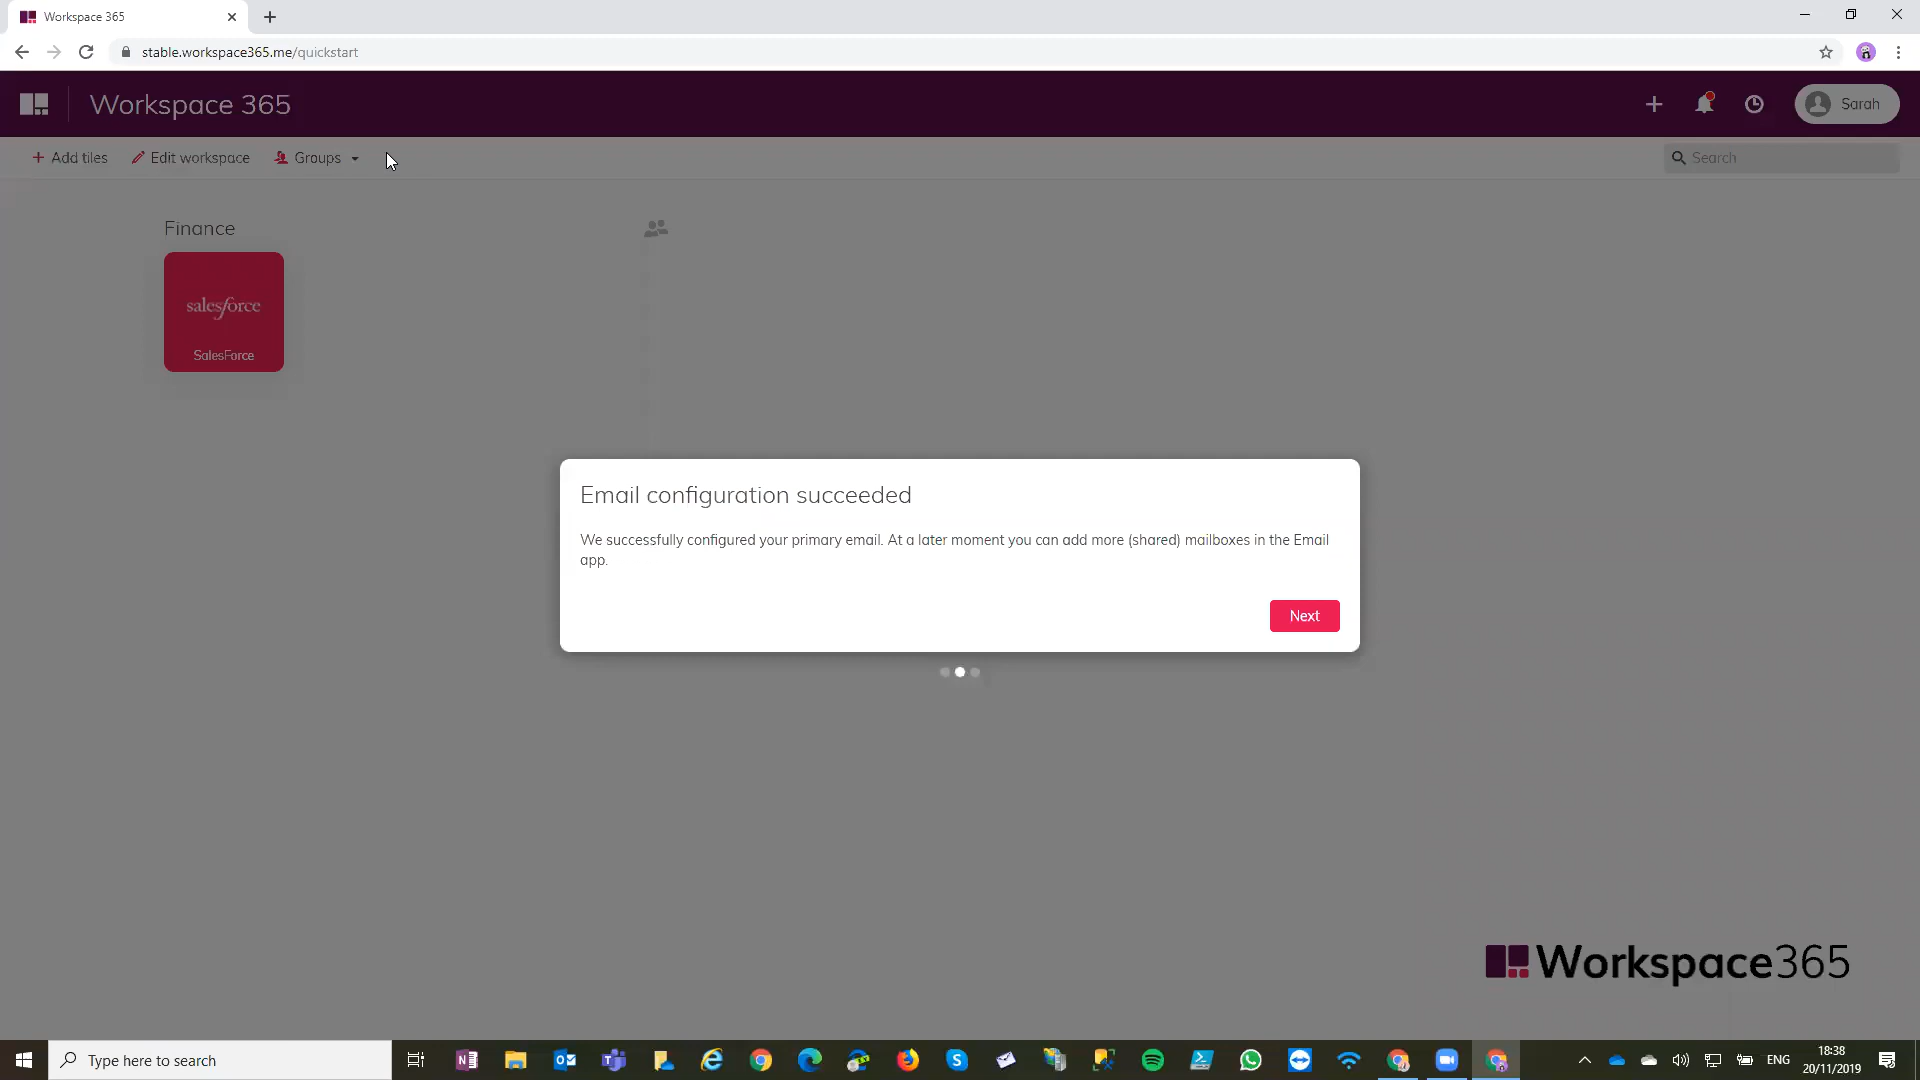 Workspace 365
stable.workspace365.me/quickstart
Workspace 365
Sarah
Add tiles
Edit workspace
Groups
Search
Finance
salesforce
SalesForce
Email configuration succeeded
We successfully configured your primary email. At a later moment you can add more (shared) mailboxes in the Email
app.
Next
Workspace365
Type here to search
ENG
18:38
20/11/2019